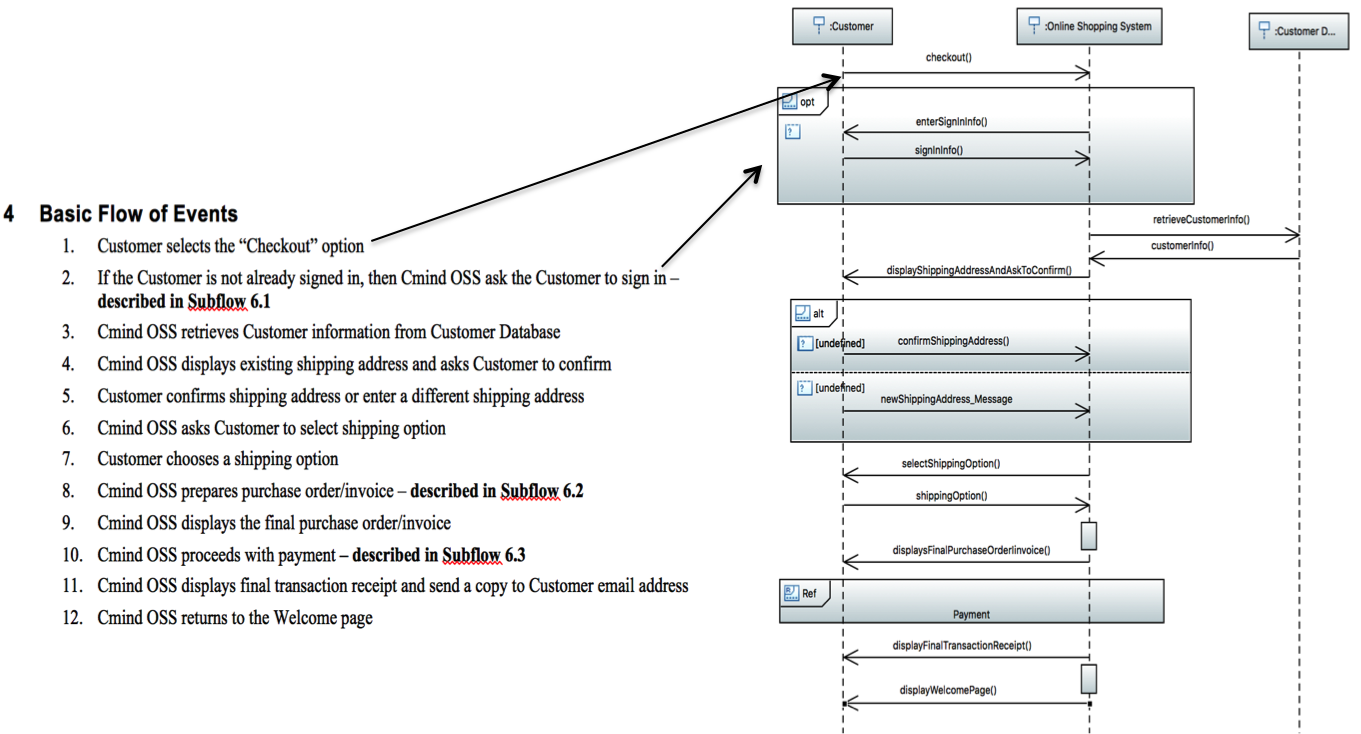 4 Basic Flow of Events
1. Customer selects the “Checkout” option
2. If the Customer is not already signed in, then Cmind OSS ask the Customer to sign in –
described in Subflow 6.1
3. Cmind OSS retrieves Customer information from Customer Database
4. Cmind OSS displays existing shipping address and asks Customer to confirm
5. Customer confirms shipping address or enter a different shipping address
6. Cmind OSS asks Customer to select shipping option
7. Customer chooses a shipping option
8. Cmind OSS prepares purchase order/invoice – described in Subflow 6.2
9. Cmind OSS displays the final purchase order/invoice
10. Cmind OSS proceeds with payment – described in Subflow 6.3
11. Cmind OSS displays final transaction receipt and send a copy to Customer email address
12. Cmind OSS returns to the Welcome page
:Customer
:Online Shopping System
:Customer D...
checkout()
opt
?
enterSignInInfo()
signInInfo()
retrieveCustomerInfo()
customerInfo()
displayShippingAddressAndAskToConfirm()
alt
? [undefined]
confirmShippingAddress()
? [undefined]
newShippingAddress_Message
selectShippingOption()
shippingOption()
displaysFinalPurchaseOrderIinvoice()
Ref
Payment
displayFinalTransactionReceipt()
displayWelcomePage()